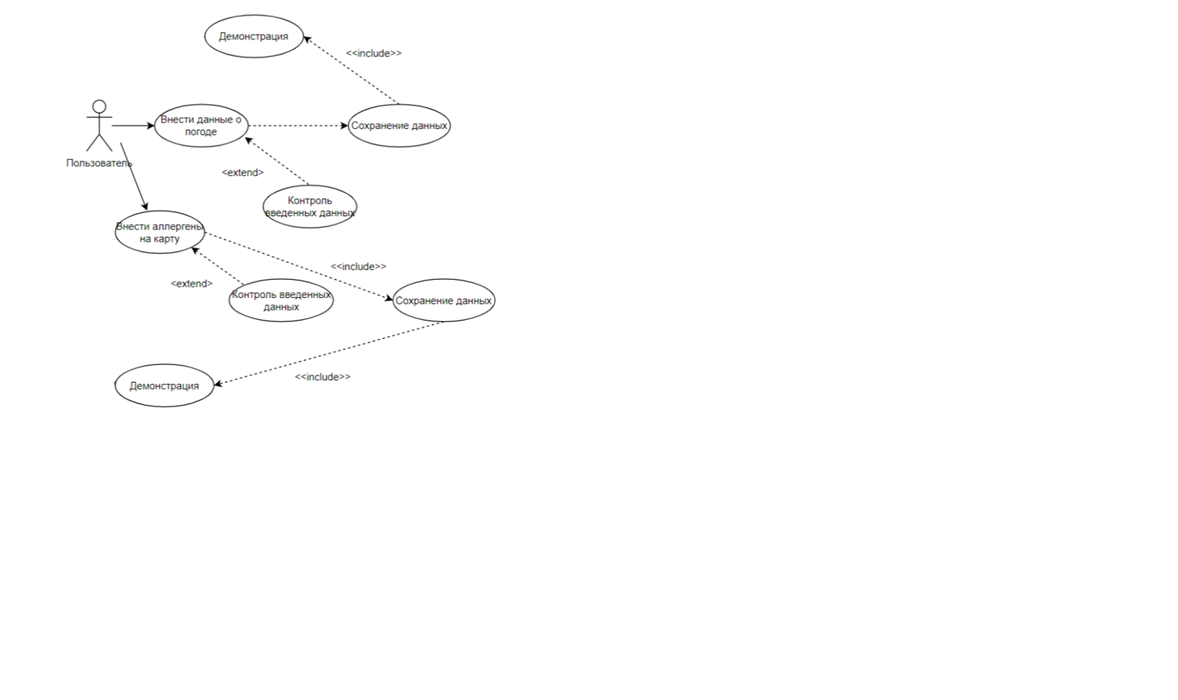 Демонстрация
<<include>>
Внести данные о
погоде
Сохранение данных
Пользователь
<extend>
Контроль
введенных данных
Внести аллергены
на карту
<<include>>
<extend>
Контроль введенных
данных
Сохранение данных
<<include>>
Демонстрация